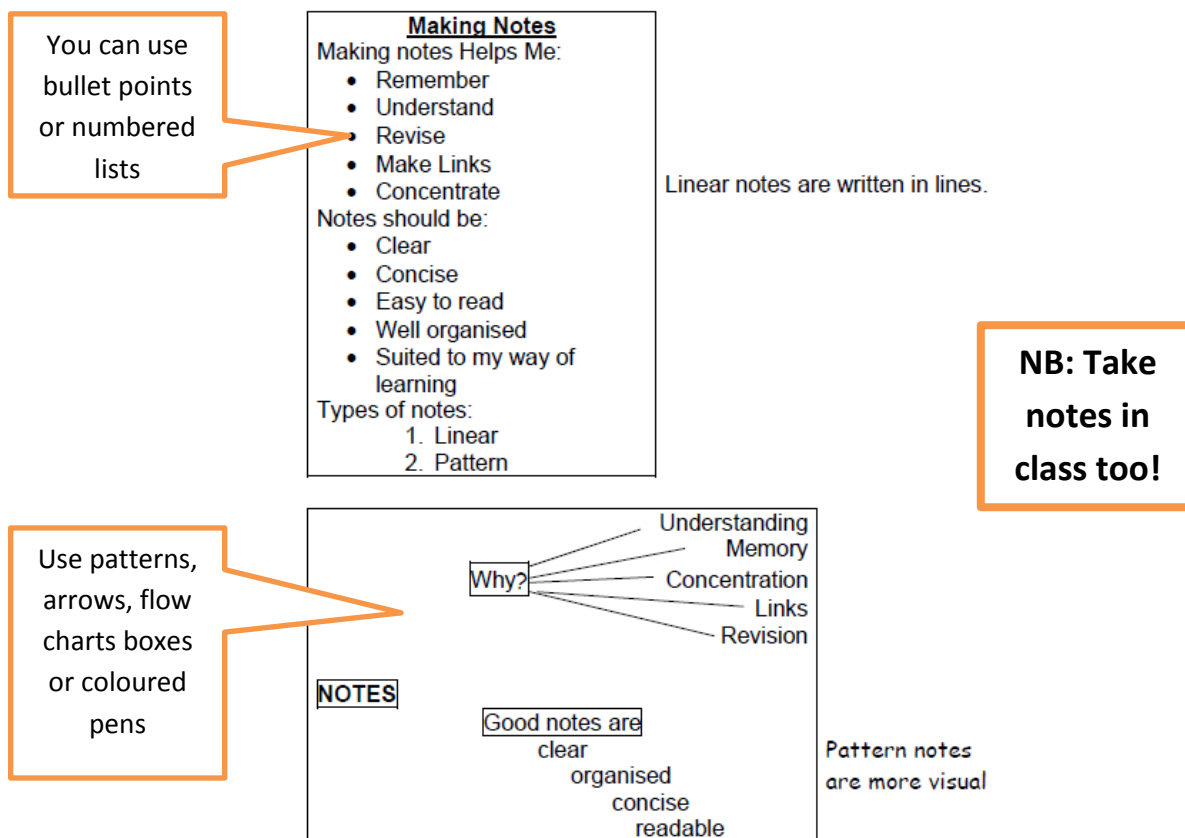 You can use
bullet points
or numbered
lists
Making Notes
Making notes Helps Me:
• Remember
• Understand
• Revise
• Make Links
• Concentrate
Notes should be:
• Clear
• Concise
• Easy to read
• Well organised
• Suited to my way of
learning
Types of notes:
1. Linear
2. Pattern
Linear notes are written in lines.
NB: Take
notes in
class too!
Use patterns,
arrows, flow
charts boxes
or coloured
pens
Why?
Understanding
Memory
Concentration
Links
Revision
NOTES
Good notes are
clear
organised
concise
readable
Pattern notes
are more visual